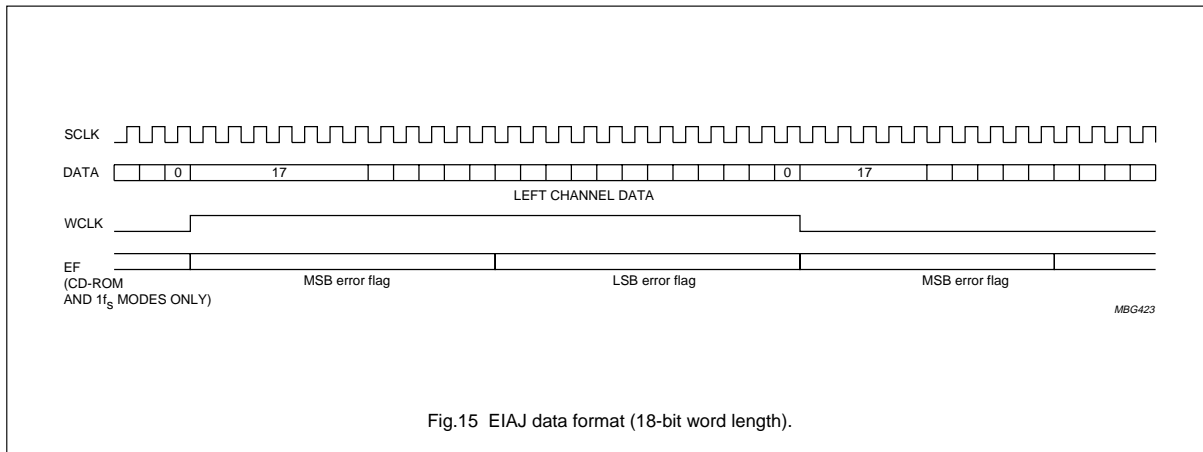 SCLK
DATA
0
17
0
17
LEFT CHANNEL DATA
WCLK
EF
(CD-ROM
AND 1fs MODES ONLY)
MSB error flag
LSB error flag
MSB error flag
MBG423
Fig.15 EIAJ data format (18-bit word length).